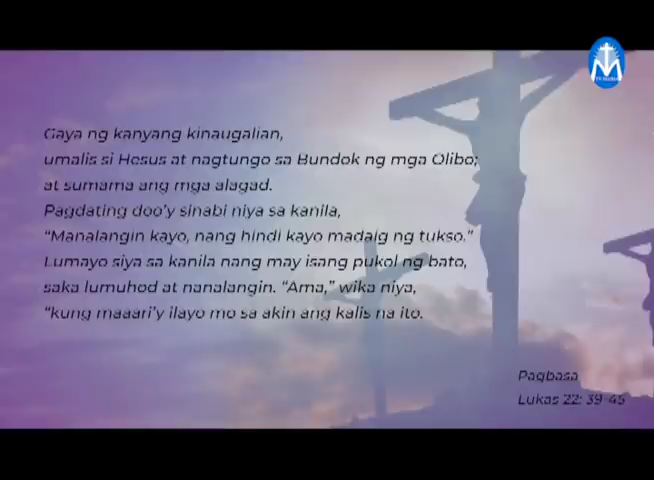 Gaya ng kanyang kinaugalian,
umalis si Hesus at nagtungo sa Bundok ng mga Olibo;
at sumama ang mga alagad.
Pagdating doo'y sinabi niya sa kanila,
“Manalangin kayo, nang hindi kayo madaig ng tukso.”
Lumayo siya sa kanila nang may isang pukol ng bato,
saka lumuhod at nanalangin. “Ama,” wika niya,
“kung maaari'y ilayo mo sa akin ang kalis na ito.
Pagbasa
Lukas 22: 39-45